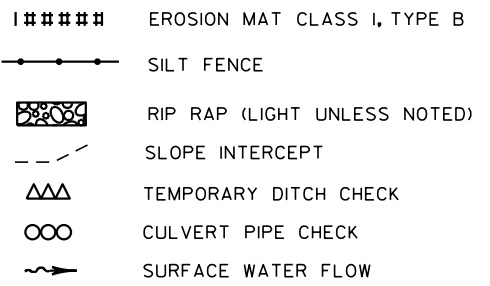 EROSION MAT CLASS I, TYPE B
SILT FENCE
RIP RAP (LIGHT UNLESS NOTED)
SLOPE INTERCEPT
TEMPORARY DITCH CHECK
CULVERT PIPE CHECK
SURFACE WATER FLOW